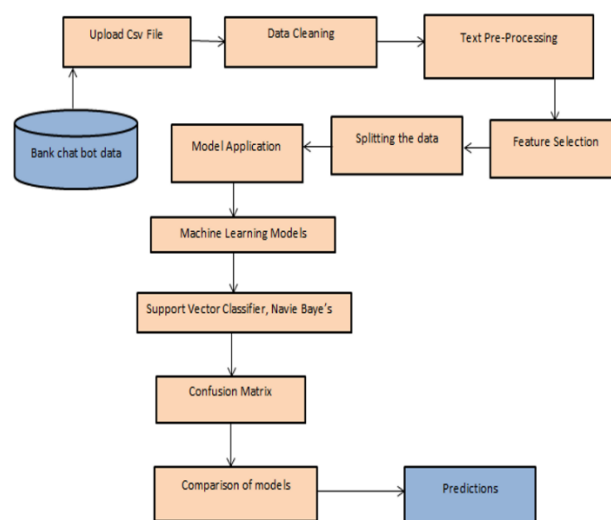 Upload Csv File
Data Cleaning
Text Pre-Processing
Bank chat bot data
Model Application
Splitting the data
Feature Selection
Machine Learning Models
Support Vector Classifier, Navie Baye's
Confusion Matrix
Comparison of models
Predictions